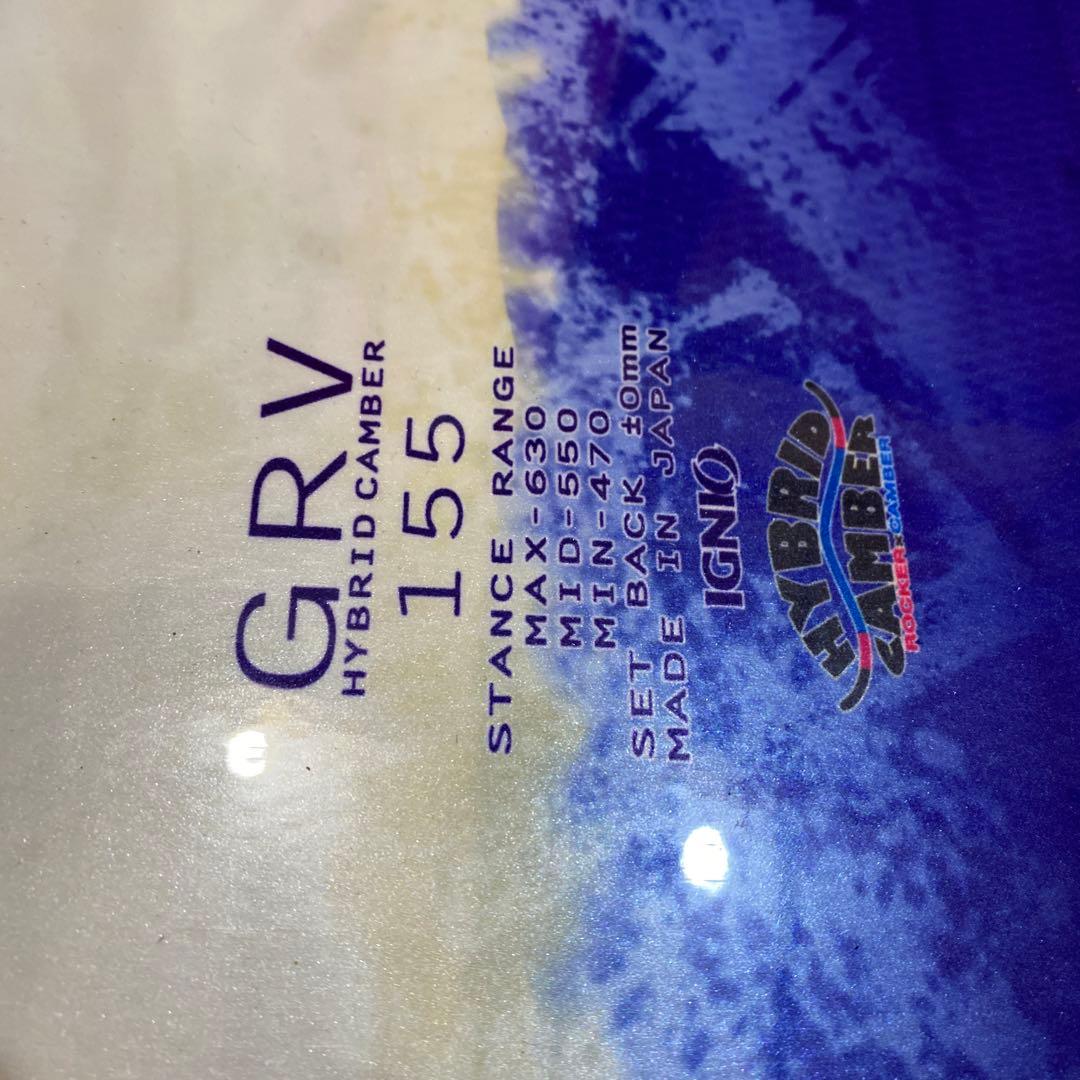 GRV
HYBRID CAMBER
155
STANCE RANGE
MAX-630
MID-550
MIN-470
SET BACK ±0mm
MADE IN JAPAN
IGNIO
HYBRID
CAMBER
ROCKER×CAMBER